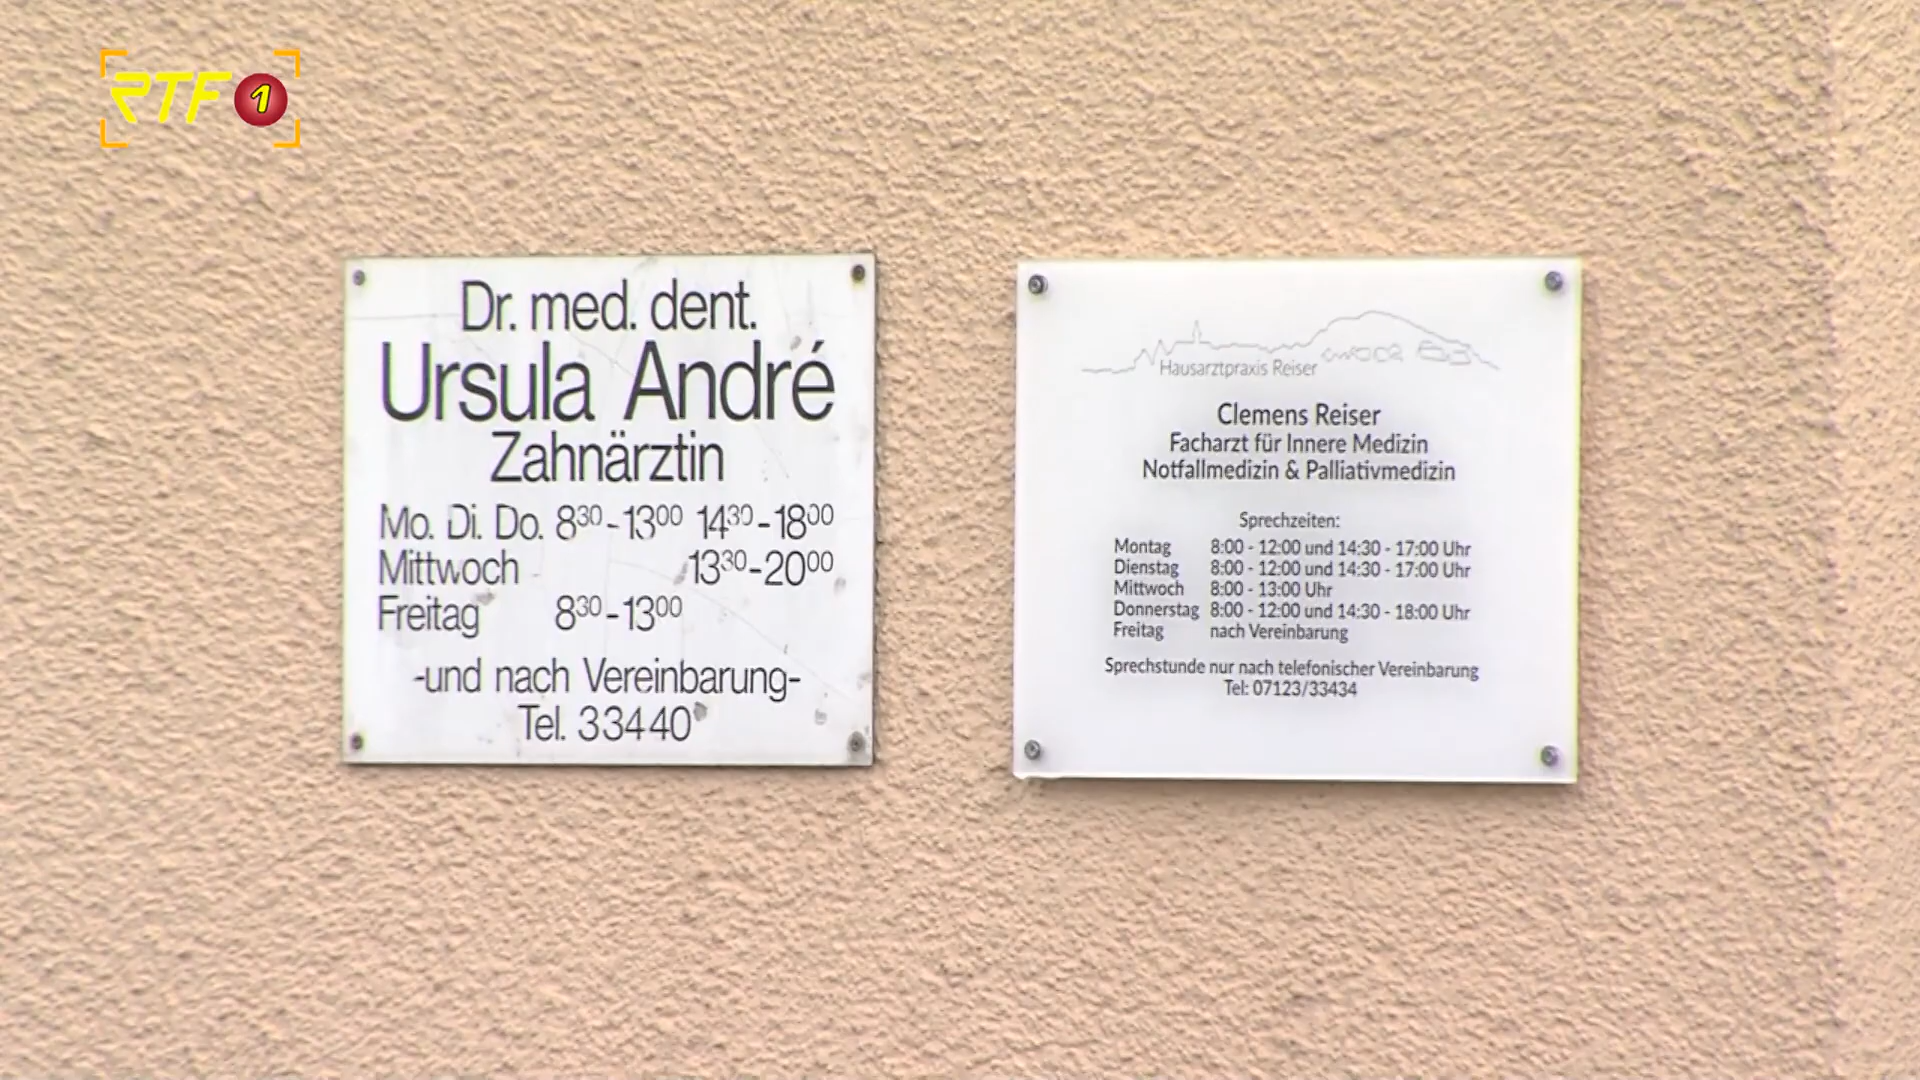 RTF 1
Dr. med. dent.
Ursula André
Zahnärztin
Mo. Di. Do. 8³⁰-13⁰⁰ 14³⁰-18⁰⁰
Mittwoch 13³⁰-20⁰⁰
Freitag 8³⁰-13⁰⁰
-und nach Vereinbarung-
Tel. 33440
Hausarztpraxis Reiser
Clemens Reiser
Facharzt für Innere Medizin
Notfallmedizin & Palliativmedizin
Sprechzeiten:
Montag 8:00 - 12:00 und 14:30 - 17:00 Uhr
Dienstag 8:00 - 12:00 und 14:30 - 17:00 Uhr
Mittwoch 8:00 - 13:00 Uhr
Donnerstag 8:00 - 12:00 und 14:30 - 18:00 Uhr
Freitag nach Vereinbarung
Sprechstunde nur nach telefonischer Vereinbarung
Tel: 07123/33434